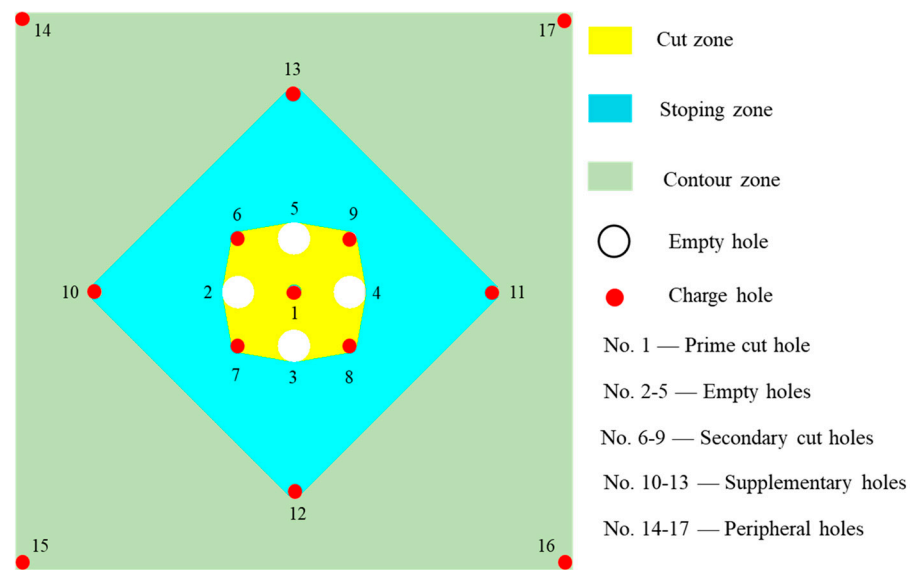 14
17
13
6
5
9
10
2
4
11
1
7
3
8
12
15
16
Cut zone
Stoping zone
Contour zone
Empty hole
Charge hole
No. 1 — Prime cut hole
No. 2-5 — Empty holes
No. 6-9 — Secondary cut holes
No. 10-13 — Supplementary holes
No. 14-17 — Peripheral holes